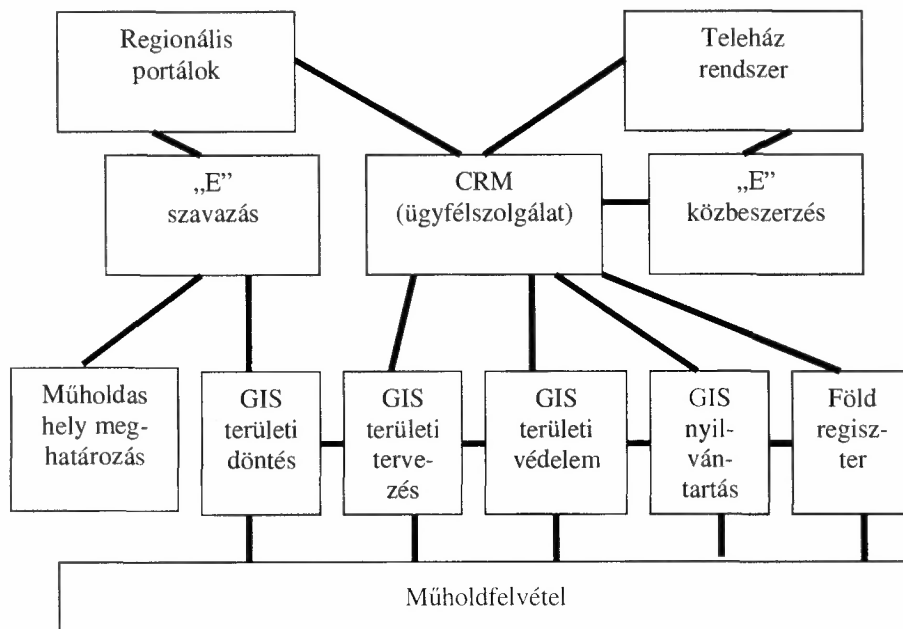 Regionális
portálok
Teleház
rendszer
„E”
szavazás
CRM
(ügyfélszolgálat)
„E”
közbeszerzés
Műholdas
hely meg-
határozás
GIS
területi
döntés
GIS
területi
terve-
zés
GIS
területi
védelem
GIS
nyil-
ván-
tartás
Föld
regisz-
ter
Műholdfelvétel